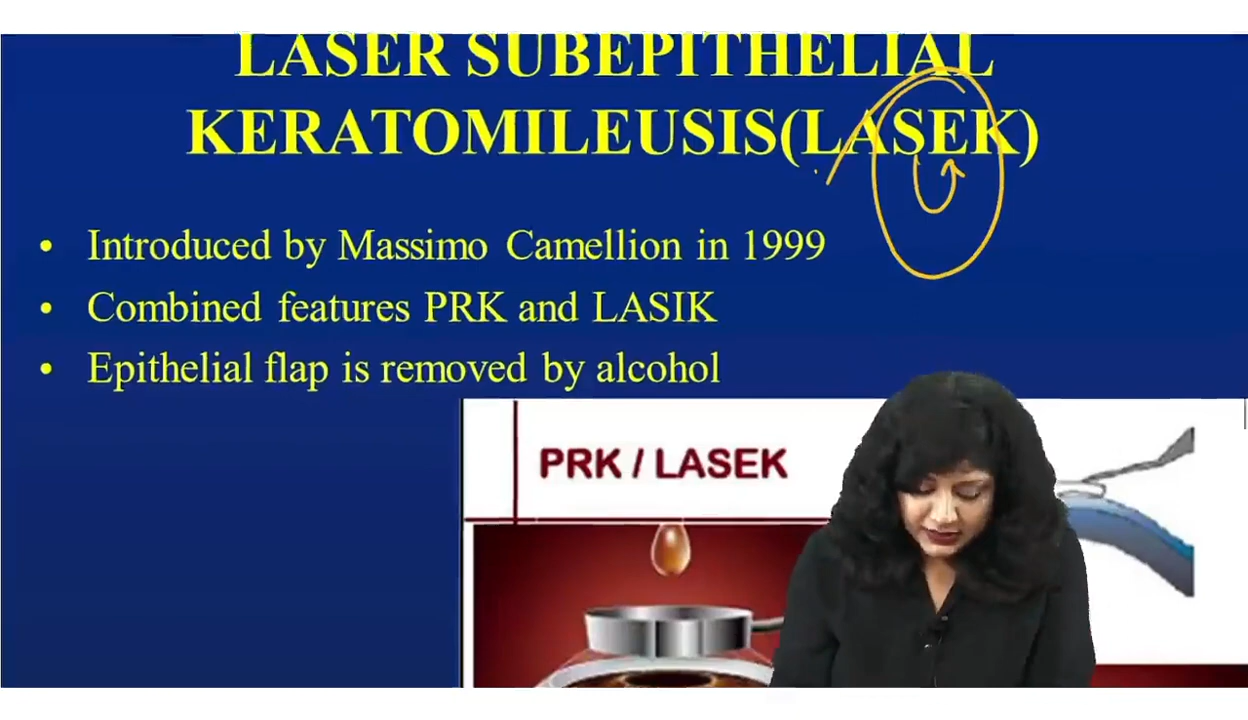 LASER SUBEPITHELIAL
KERATOMILEUSIS(LASEK)
• Introduced by Massimo Camellion in 1999
• Combined features PRK and LASIK
• Epithelial flap is removed by alcohol
PRK / LASEK